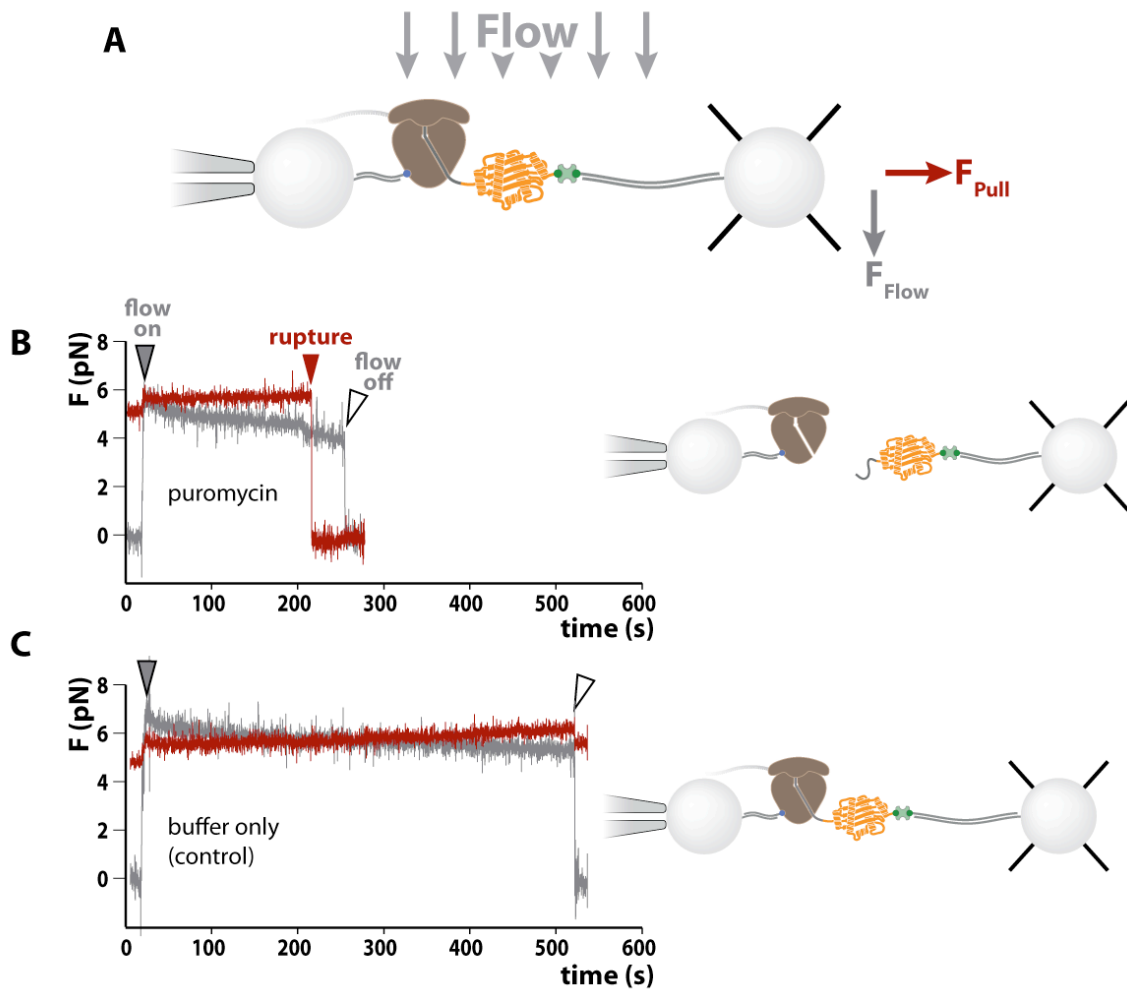 A
Flow
F Pull
F Flow
B
flow
on
rupture
flow
off
F (pN)
8
6
4
2
0
puromycin
0 100 200 300 400 500 600
time (s)
C
F (pN)
8
6
4
2
0
buffer only
(control)
0 100 200 300 400 500 600
time (s)